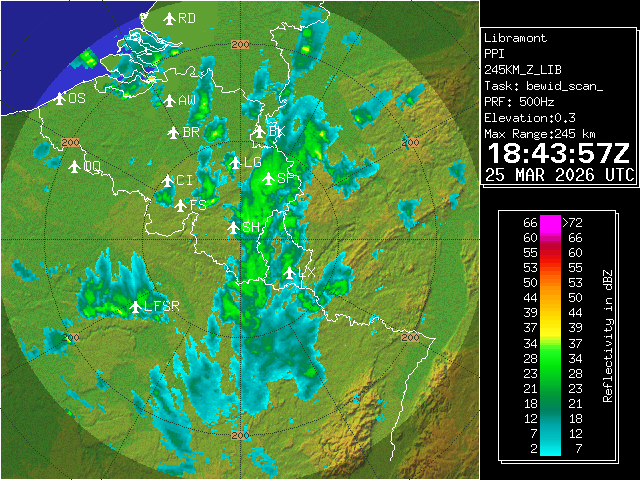 RD
200
OS
AW
BR
BK
200
200
QQ
LG
CI
SP
FS
SH
LX
LFSR
200
200
200
Libramont
PPI
245KM_Z_LIB
Task: bewid_scan_
PRF: 500Hz
Elevation:0.3
Max Range:245 km
18:43:57Z
25 MAR 2026 UTC
66 >72
60 66
55 60
53 55
50 53
44 50
39 44
37 39
34 37
28 34
23 28
21 23
18 21
12 18
7 12
2 7
Reflectivity in dBZ